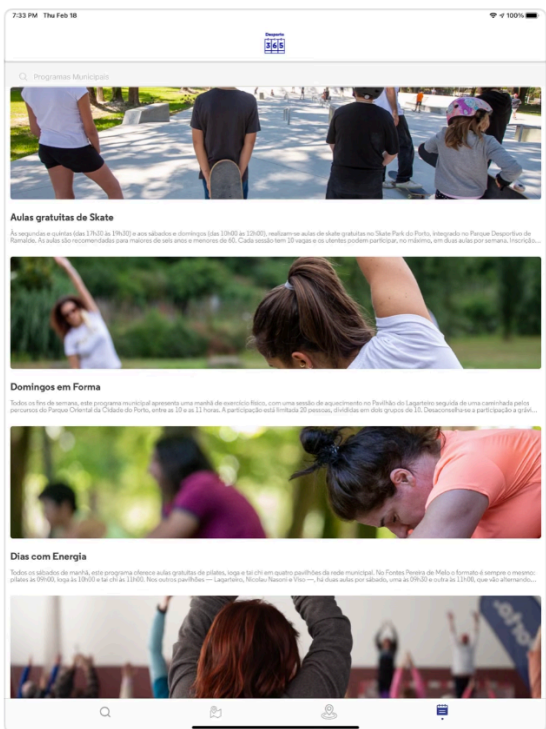 7:33 PM Thu Feb 18
100%
Desporto
365
Programas Municipais
Aulas gratuitas de Skate
Às segundas e quintas (das 17h30 às 19h30) e aos sábados e domingos (das 10h00 às 12h00), realizam-se aulas de skate gratuitas no Skate Park do Porto, integrado no Parque Desportivo de
Ramalde. As aulas são recomendadas para maiores de seis anos e menores de 60. Cada sessão tem 10 vagas e os utentes podem participar, no máximo, em duas aulas por semana. Inscrição...
Domingos em Forma
Todos os fins de semana, este programa municipal apresenta uma manhã de exercício físico, com uma sessão de aquecimento no Pavilhão do Lagarteiro seguida de uma caminhada pelos
percursos do Parque Oriental da Cidade do Porto, entre as 10 e as 11 horas. A participação está limitada 20 pessoas, divididas em dois grupos de 10. Desaconselha-se a participação a grávi...
Dias com Energia
Todos os sábados de manhã, este programa oferece aulas gratuitas de pilates, ioga e tai chi em quatro pavilhões da rede municipal. No Fontes Pereira de Melo o formato é sempre o mesmo:
pilates às 09h00, ioga às 10h00 e tai chi às 11h00. Nos outros pavilhões — Lagarteiro, Nicolau Nasoni e Viso —, há duas aulas por sábado, uma às 09h30 e outra às 11h00, que vão alternando,...